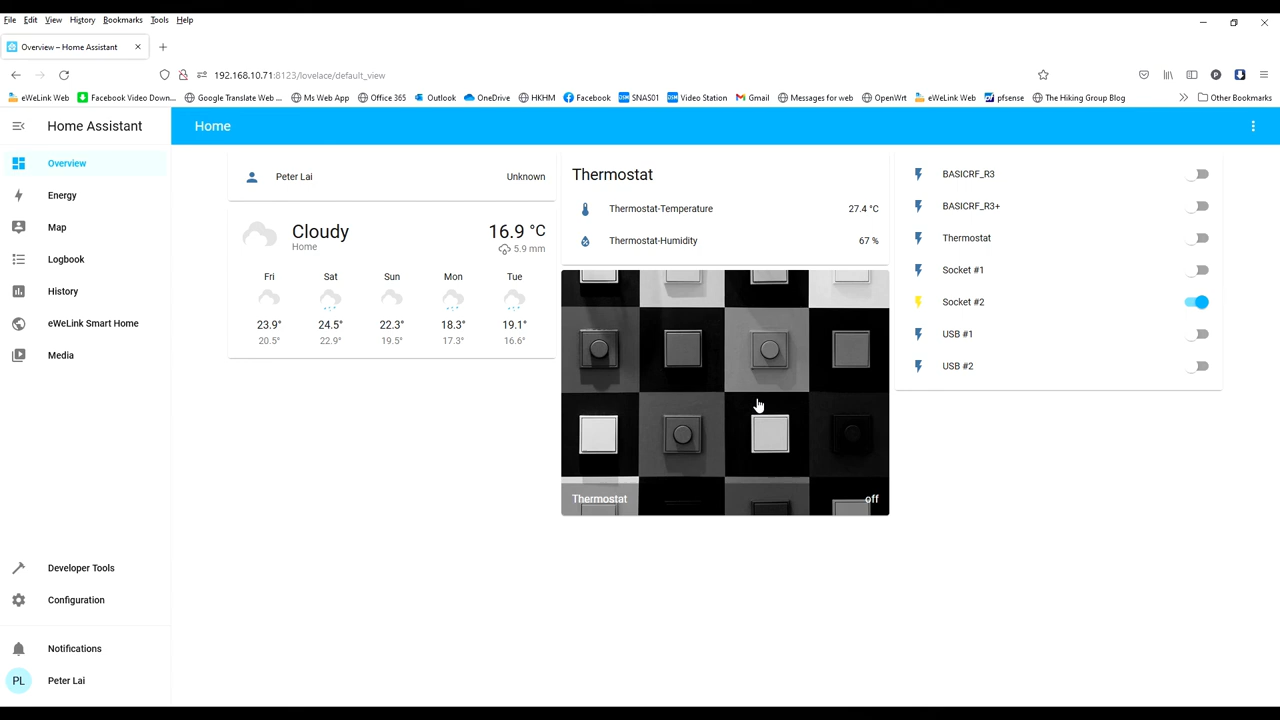 File Edit View History Bookmarks Tools Help
Overview – Home Assistant
192.168.10.71:8123/lovelace/default_view
eWeLink Web Facebook Video Down... Google Translate Web ... Ms Web App Office 365 Outlook OneDrive HKHM Facebook SNAS01 Video Station Gmail Messages for web OpenWrt eWeLink Web pfsense The Hiking Group Blog Other Bookmarks
Home Assistant
Home
Overview
Energy
Map
Logbook
History
eWeLink Smart Home
Media
Developer Tools
Configuration
Notifications
PL Peter Lai
Peter Lai Unknown
Cloudy 16.9 °C
Home 5.9 mm
Fri Sat Sun Mon Tue
23.9° 24.5° 22.3° 18.3° 19.1°
20.5° 22.9° 19.5° 17.3° 16.6°
Thermostat
Thermostat-Temperature 27.4 °C
Thermostat-Humidity 67 %
Thermostat off
BASICRF_R3
BASICRF_R3+
Thermostat
Socket #1
Socket #2
USB #1
USB #2